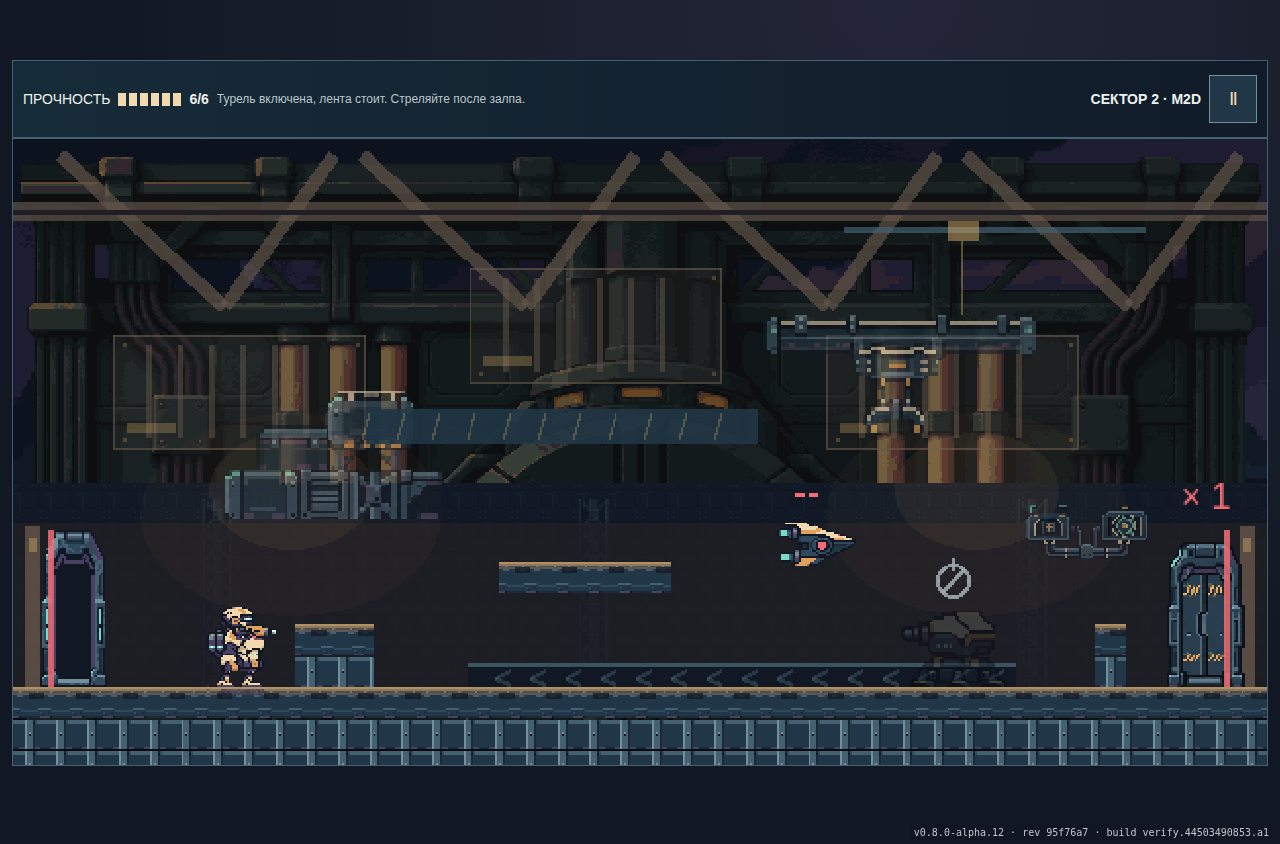 ПРОЧНОСТЬ 6/6 Турель включена, лента стоит. Стреляйте после залпа. СЕКТОР 2 · M2D
× 1
v0.8.0-alpha.12 · rev 95f76a7 · build verify.44503490853.a1